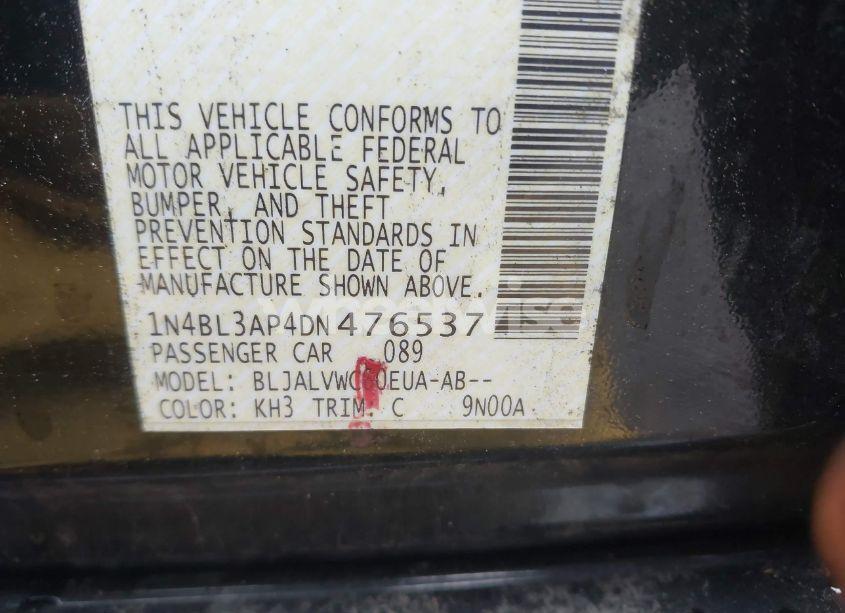 THIS VEHICLE CONFORMS TO
ALL APPLICABLE FEDERAL
MOTOR VEHICLE SAFETY,
BUMPER, AND THEFT
PREVENTION STANDARDS IN
EFFECT ON THE DATE OF
MANUFACTURE SHOWN ABOVE.
1N4BL3AP4DN476537
PASSENGER CAR 089
MODEL:
COLOR: KH3 TRIM: C 9N00A